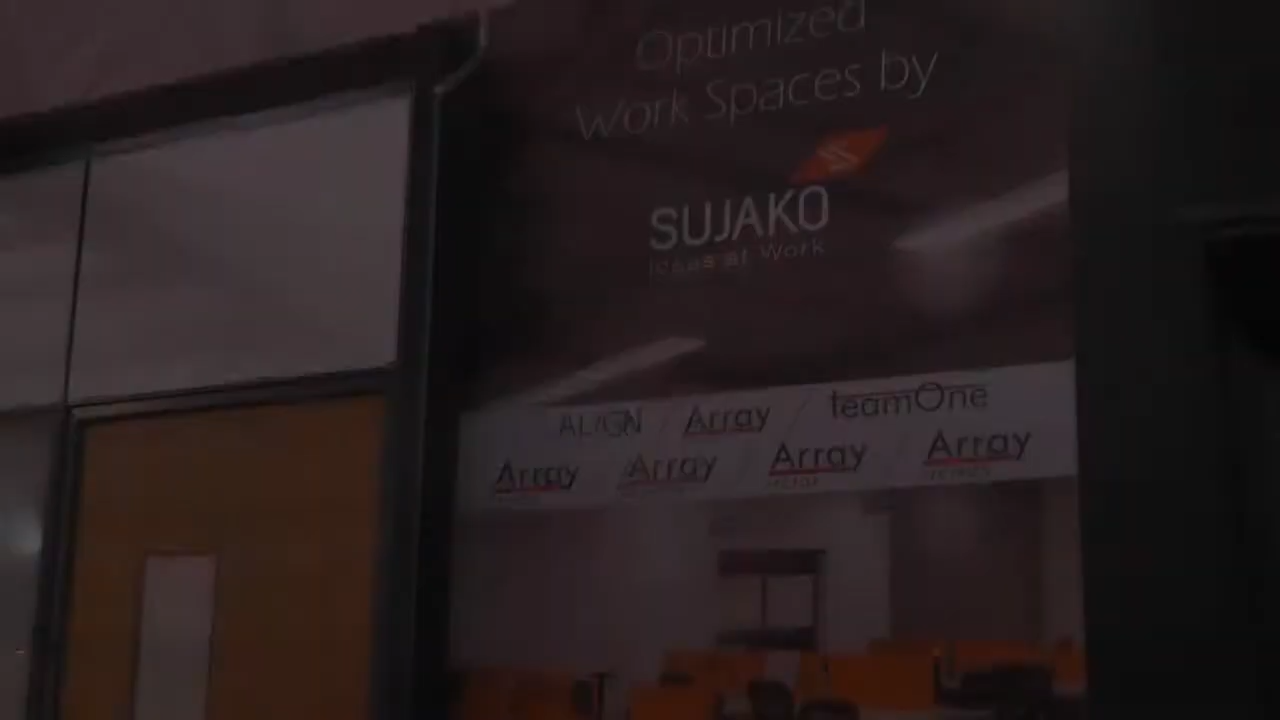 Optimized
Work Spaces by
SUJAKO
Ideas at Work
ALIGN / Array / teamOne
Array Array Array Array